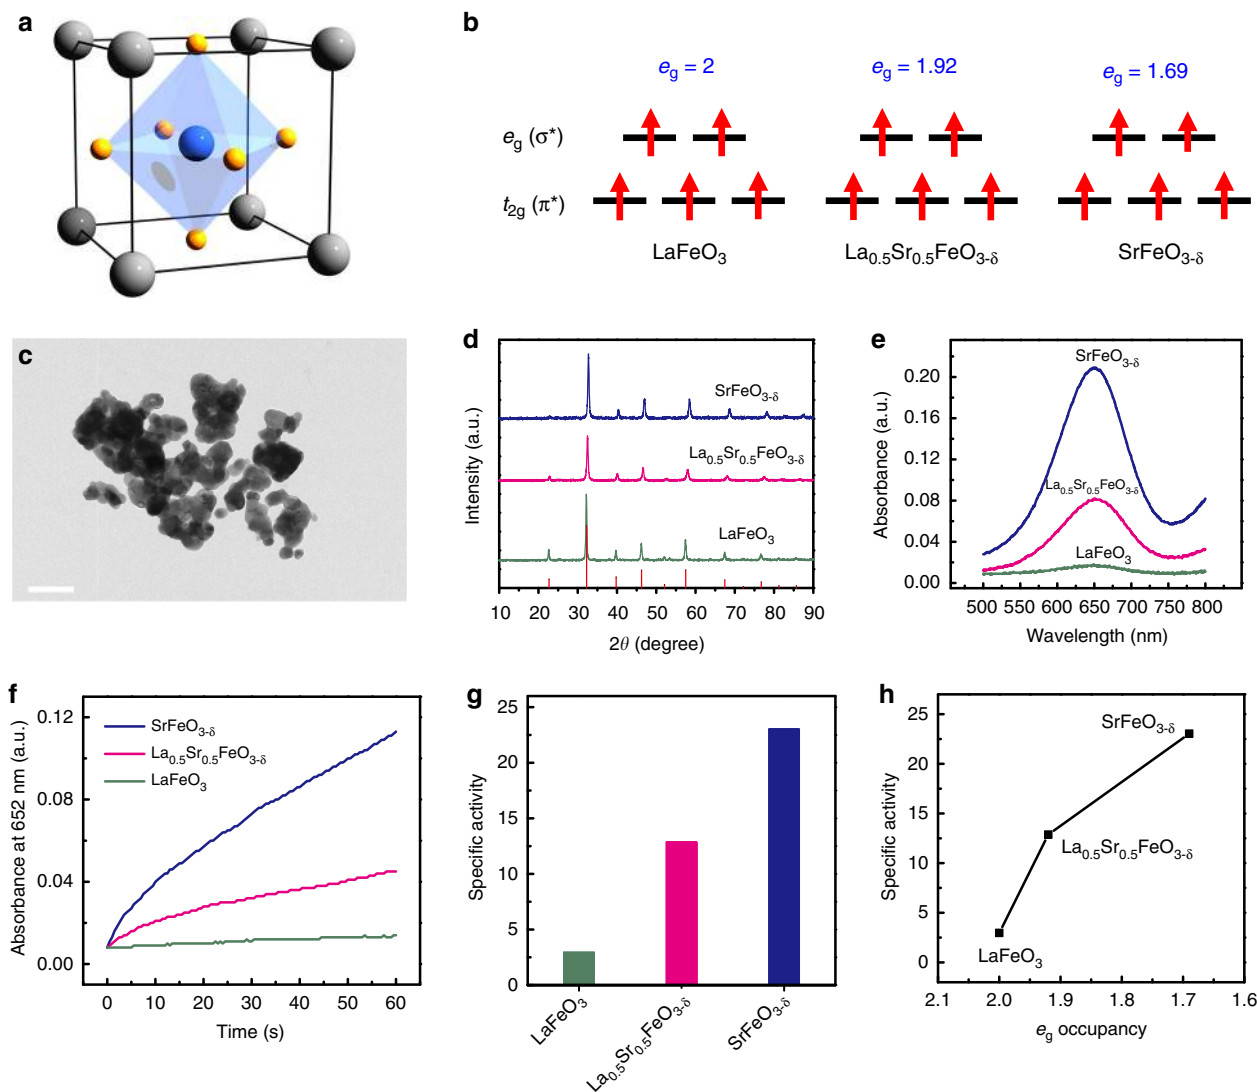 a
b
e_g = 2
e_g = 1.92
e_g = 1.69
e_g (σ*)
t_2g (π*)
LaFeO₃
La₀.₅Sr₀.₅FeO₃₋δ
SrFeO₃₋δ
c
d
SrFeO₃₋δ
La₀.₅Sr₀.₅FeO₃₋δ
LaFeO₃
Intensity (a.u.)
10 20 30 40 50 60 70 80 90
2θ (degree)
e
SrFeO₃₋δ
La₀.₅Sr₀.₅FeO₃₋δ
LaFeO₃
Absorbance (a.u.)
0.20
0.16
0.12
0.08
0.04
0.00
500 550 600 650 700 750 800
Wavelength (nm)
f
SrFeO₃₋δ
La₀.₅Sr₀.₅FeO₃₋δ
LaFeO₃
Absorbance at 652 nm (a.u.)
0.12
0.08
0.04
0.00
0 10 20 30 40 50 60
Time (s)
g
Specific activity
25
20
15
10
5
0
LaFeO₃
La₀.₅Sr₀.₅FeO₃₋δ
SrFeO₃₋δ
h
SrFeO₃₋δ
La₀.₅Sr₀.₅FeO₃₋δ
LaFeO₃
Specific activity
25
20
15
10
5
0
2.1 2.0 1.9 1.8 1.7 1.6
e_g occupancy